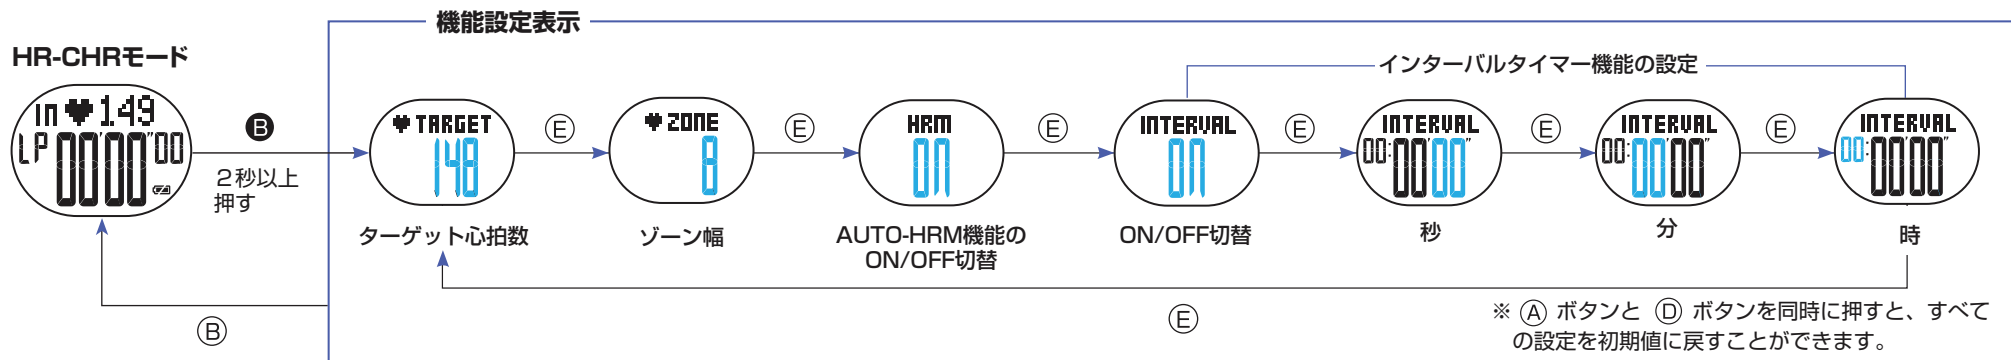 機能設定表示
HR-CHRモード
インターバルタイマー機能の設定
IN ♥ 149
LP 00'00"00
B
2秒以上
押す
♥ TARGET
148
E
♥ ZONE
8
E
HRM
ON
E
INTERVAL
ON
E
INTERVAL
00:00'00"
E
INTERVAL
00:00'00"
E
INTERVAL
00:00'00"
ターゲット心拍数
ゾーン幅
AUTO-HRM機能の
ON/OFF切替
ON/OFF切替
秒
分
時
B
E
※ A ボタンと D ボタンを同時に押すと、すべて
の設定を初期値に戻すことができます。